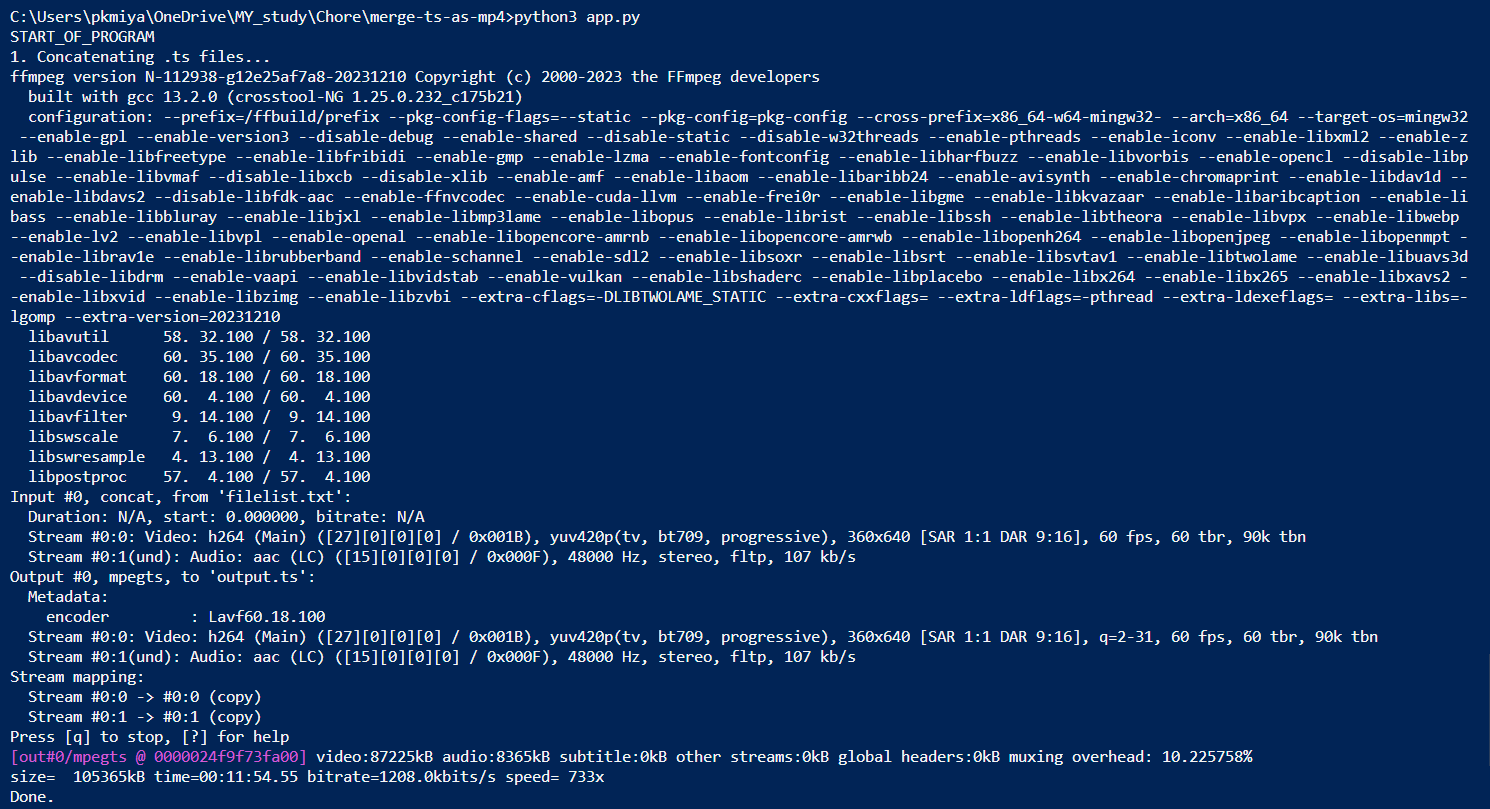 C:\Users\pkmiya\OneDrive\MY_study\Chore\merge-ts-as-mp4>python3 app.py
START_OF_PROGRAM
1. Concatenating .ts files...
ffmpeg version N-112938-g12e25af7a8-20231210 Copyright (c) 2000-2023 the FFmpeg developers
  built with gcc 13.2.0 (crosstool-NG 1.25.0.232_c175b21)
  configuration: --prefix=/ffbuild/prefix --pkg-config-flags=--static --pkg-config=pkg-config --cross-prefix=x86_64-w64-mingw32- --arch=x86_64 --target-os=mingw32
 --enable-gpl --enable-version3 --disable-debug --enable-shared --disable-static --disable-w32threads --enable-pthreads --enable-iconv --enable-libxml2 --enable-z
lib --enable-libfreetype --enable-libfribidi --enable-gmp --enable-lzma --enable-fontconfig --enable-libharfbuzz --enable-libvorbis --enable-opencl --disable-libp
ulse --enable-libvmaf --disable-libxcb --disable-xlib --enable-amf --enable-libaom --enable-libaribb24 --enable-avisynth --enable-chromaprint --enable-libdav1d --
enable-libdavs2 --disable-libfdk-aac --enable-ffnvcodec --enable-cuda-llvm --enable-frei0r --enable-libgme --enable-libkvazaar --enable-libaribcaption --enable-li
bass --enable-libbluray --enable-libjxl --enable-libmp3lame --enable-libopus --enable-librist --enable-libssh --enable-libtheora --enable-libvpx --enable-libwebp
--enable-lv2 --enable-libvpl --enable-openal --enable-libopencore-amrnb --enable-libopencore-amrwb --enable-libopenh264 --enable-libopenjpeg --enable-libopenmpt -
-enable-librav1e --enable-librubberband --enable-schannel --enable-sdl2 --enable-libsoxr --enable-libsrt --enable-libsvtav1 --enable-libtwolame --enable-libuavs3d
 --disable-libdrm --enable-vaapi --enable-libvidstab --enable-vulkan --enable-libshaderc --enable-libplacebo --enable-libx264 --enable-libx265 --enable-libxavs2 -
-enable-libxvid --enable-libzimg --enable-libzvbi --extra-cflags=-DLIBTWOLAME_STATIC --extra-cxxflags= --extra-ldflags=-pthread --extra-ldexeflags= --extra-libs=-
lgomp --extra-version=20231210
  libavutil      58. 32.100 / 58. 32.100
  libavcodec     60. 35.100 / 60. 35.100
  libavformat    60. 18.100 / 60. 18.100
  libavdevice    60.  4.100 / 60.  4.100
  libavfilter     9. 14.100 /  9. 14.100
  libswscale      7.  6.100 /  7.  6.100
  libswresample   4. 13.100 /  4. 13.100
  libpostproc    57.  4.100 / 57.  4.100
Input #0, concat, from 'filelist.txt':
  Duration: N/A, start: 0.000000, bitrate: N/A
  Stream #0:0: Video: h264 (Main) ([27][0][0][0] / 0x001B), yuv420p(tv, bt709, progressive), 360x640 [SAR 1:1 DAR 9:16], 60 fps, 60 tbr, 90k tbn
  Stream #0:1(und): Audio: aac (LC) ([15][0][0][0] / 0x000F), 48000 Hz, stereo, fltp, 107 kb/s
Output #0, mpegts, to 'output.ts':
  Metadata:
    encoder         : Lavf60.18.100
  Stream #0:0: Video: h264 (Main) ([27][0][0][0] / 0x001B), yuv420p(tv, bt709, progressive), 360x640 [SAR 1:1 DAR 9:16], q=2-31, 60 fps, 60 tbr, 90k tbn
  Stream #0:1(und): Audio: aac (LC) ([15][0][0][0] / 0x000F), 48000 Hz, stereo, fltp, 107 kb/s
Stream mapping:
  Stream #0:0 -> #0:0 (copy)
  Stream #0:1 -> #0:1 (copy)
Press [q] to stop, [?] for help
[out#0/mpegts @ 0000024f9f73fa00] video:87225kB audio:8365kB subtitle:0kB other streams:0kB global headers:0kB muxing overhead: 10.225758%
size=  105365kB time=00:11:54.55 bitrate=1208.0kbits/s speed= 733x
Done.